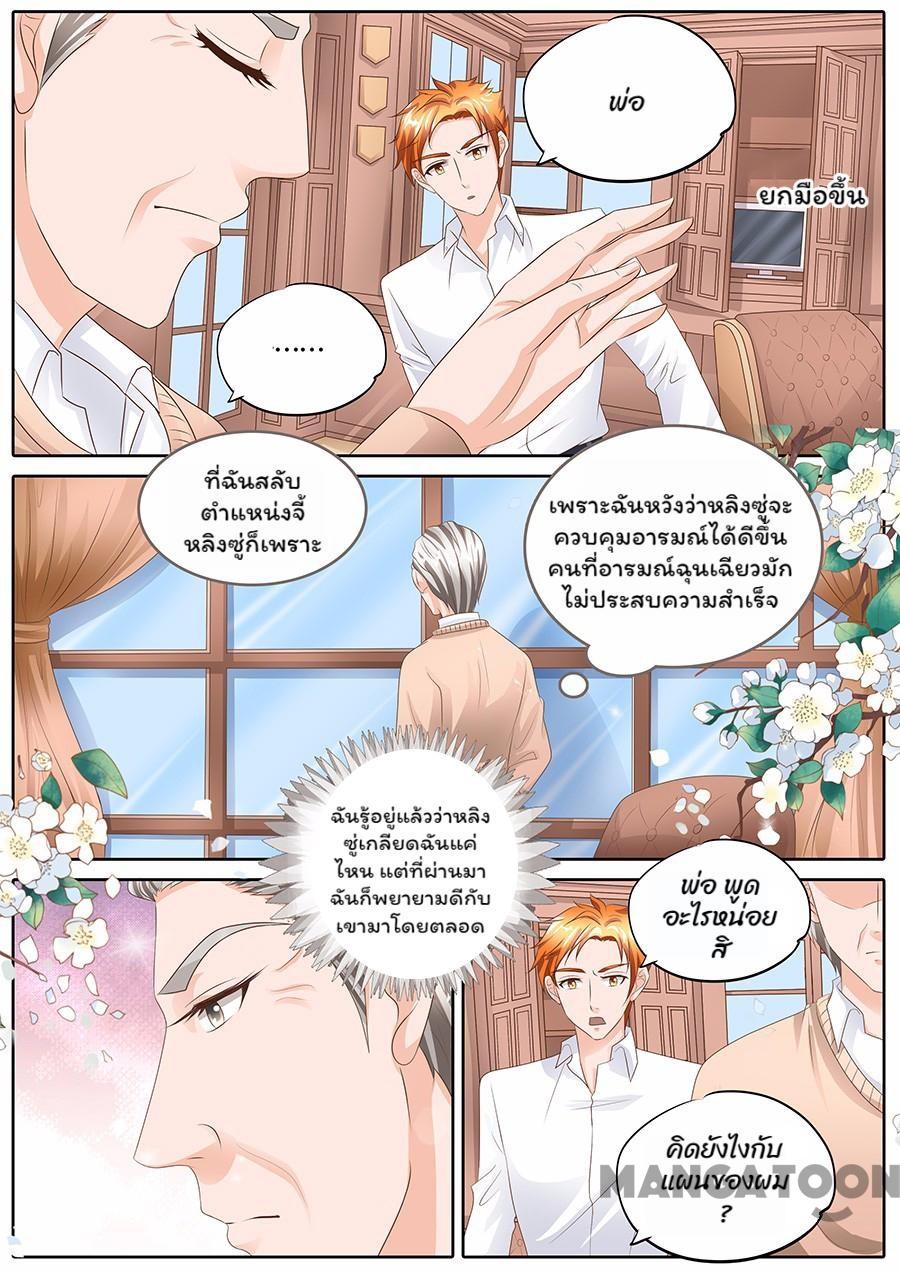 พ่อ
ยกมือขึ้น
......
ที่ฉันสลับ
ตำแหน่งจี้
หลิงซู่ก็เพราะ
เพราะฉันหวังว่าหลิงซู่จะ
ควบคุมอารมณ์ได้ดีขึ้น
คนที่อารมณ์ฉุนเฉียวมัก
ไม่ประสบความสำเร็จ
ฉันรู้อยู่แล้วว่าหลิง
ซู่เกลียดฉันแค่
ไหน แต่ที่ผ่านมา
ฉันก็พยายามดีกับ
เขามาโดยตลอด
พ่อ พูด
อะไรหน่อย
สิ
คิดยังไงกับ
แผนของผม
?
MANGATOON